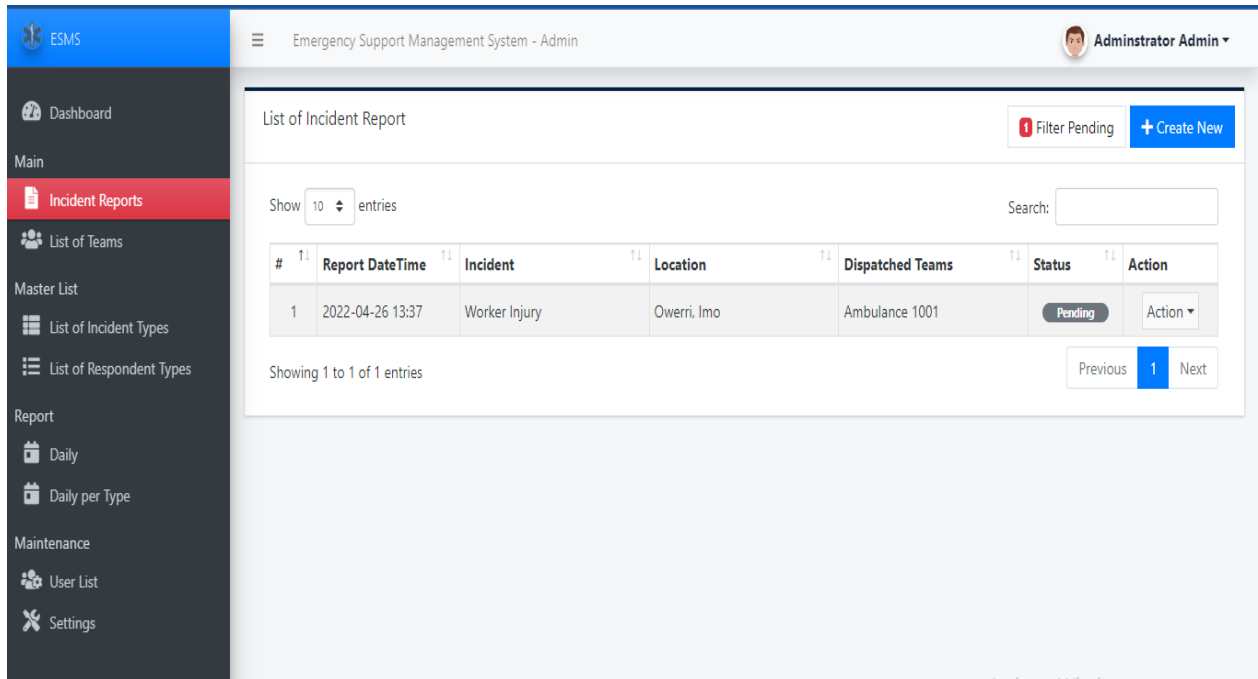 ESMS
Emergency Support Management System - Admin
Adminstrator Admin
Dashboard
Main
Incident Reports
List of Teams
Master List
List of Incident Types
List of Respondent Types
Report
Daily
Daily per Type
Maintenance
User List
Settings
List of Incident Report
1 Filter Pending
+ Create New
Show 10 entries
Search:
# Report DateTime Incident Location Dispatched Teams Status Action
1 2022-04-26 13:37 Worker Injury Owerri, Imo Ambulance 1001 Pending Action
Showing 1 to 1 of 1 entries
Previous 1 Next